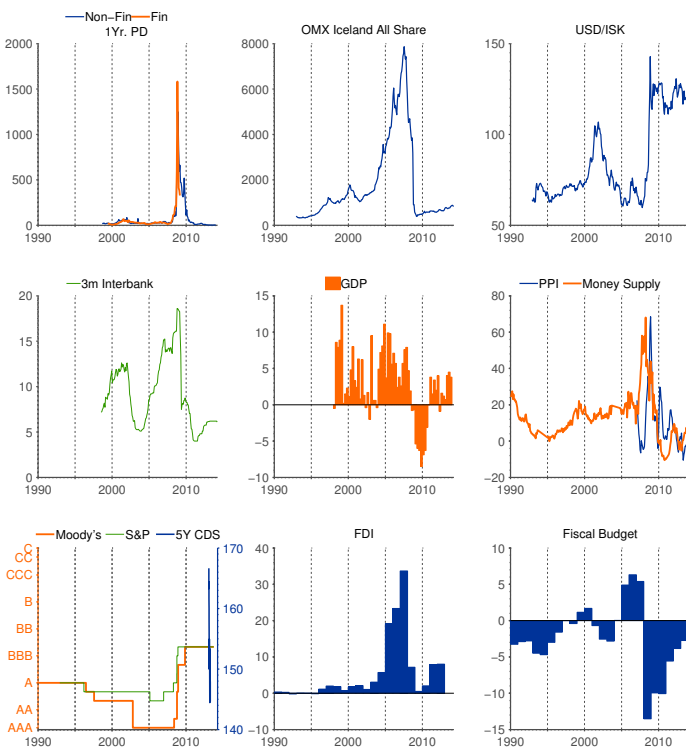 Non-Fin Fin
1Yr. PD
2000
1500
1000
500
0
1990 2000 2010
OMX Iceland All Share
8000
6000
4000
2000
0
1990 2000 2010
USD/ISK
150
100
50
1990 2000 2010
3m Interbank
20
15
10
5
0
1990 2000 2010
GDP
15
10
5
0
−5
−10
1990 2000 2010
PPI Money Supply
80
60
40
20
0
−20
1990 2000 2010
Moody's S&P 5Y CDS
C
CC
CCC
B
BB
BBB
A
AA
AAA
170
160
150
140
1990 2000 2010
FDI
40
30
20
10
0
−10
1990 2000 2010
Fiscal Budget
10
5
0
−5
−10
−15
1990 2000 2010